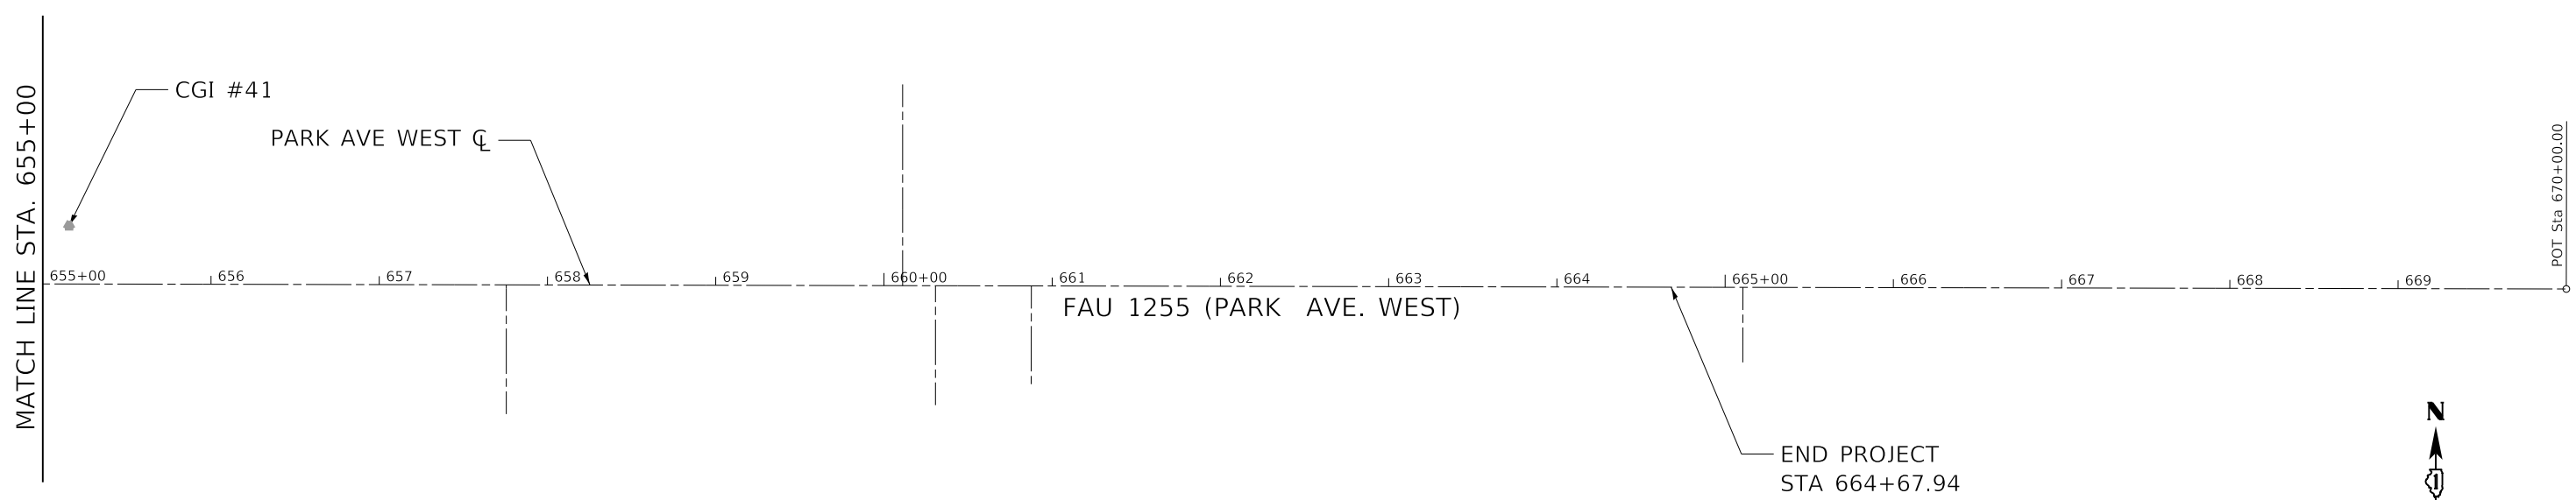 MATCH LINE STA. 655+00
CGI #41
PARK AVE WEST ℄
655+00 656 657 658 659 660+00 661 662 663 664 665+00 666 667 668 669
POT Sta 670+00.00
FAU 1255 (PARK AVE. WEST)
END PROJECT
STA 664+67.94
N